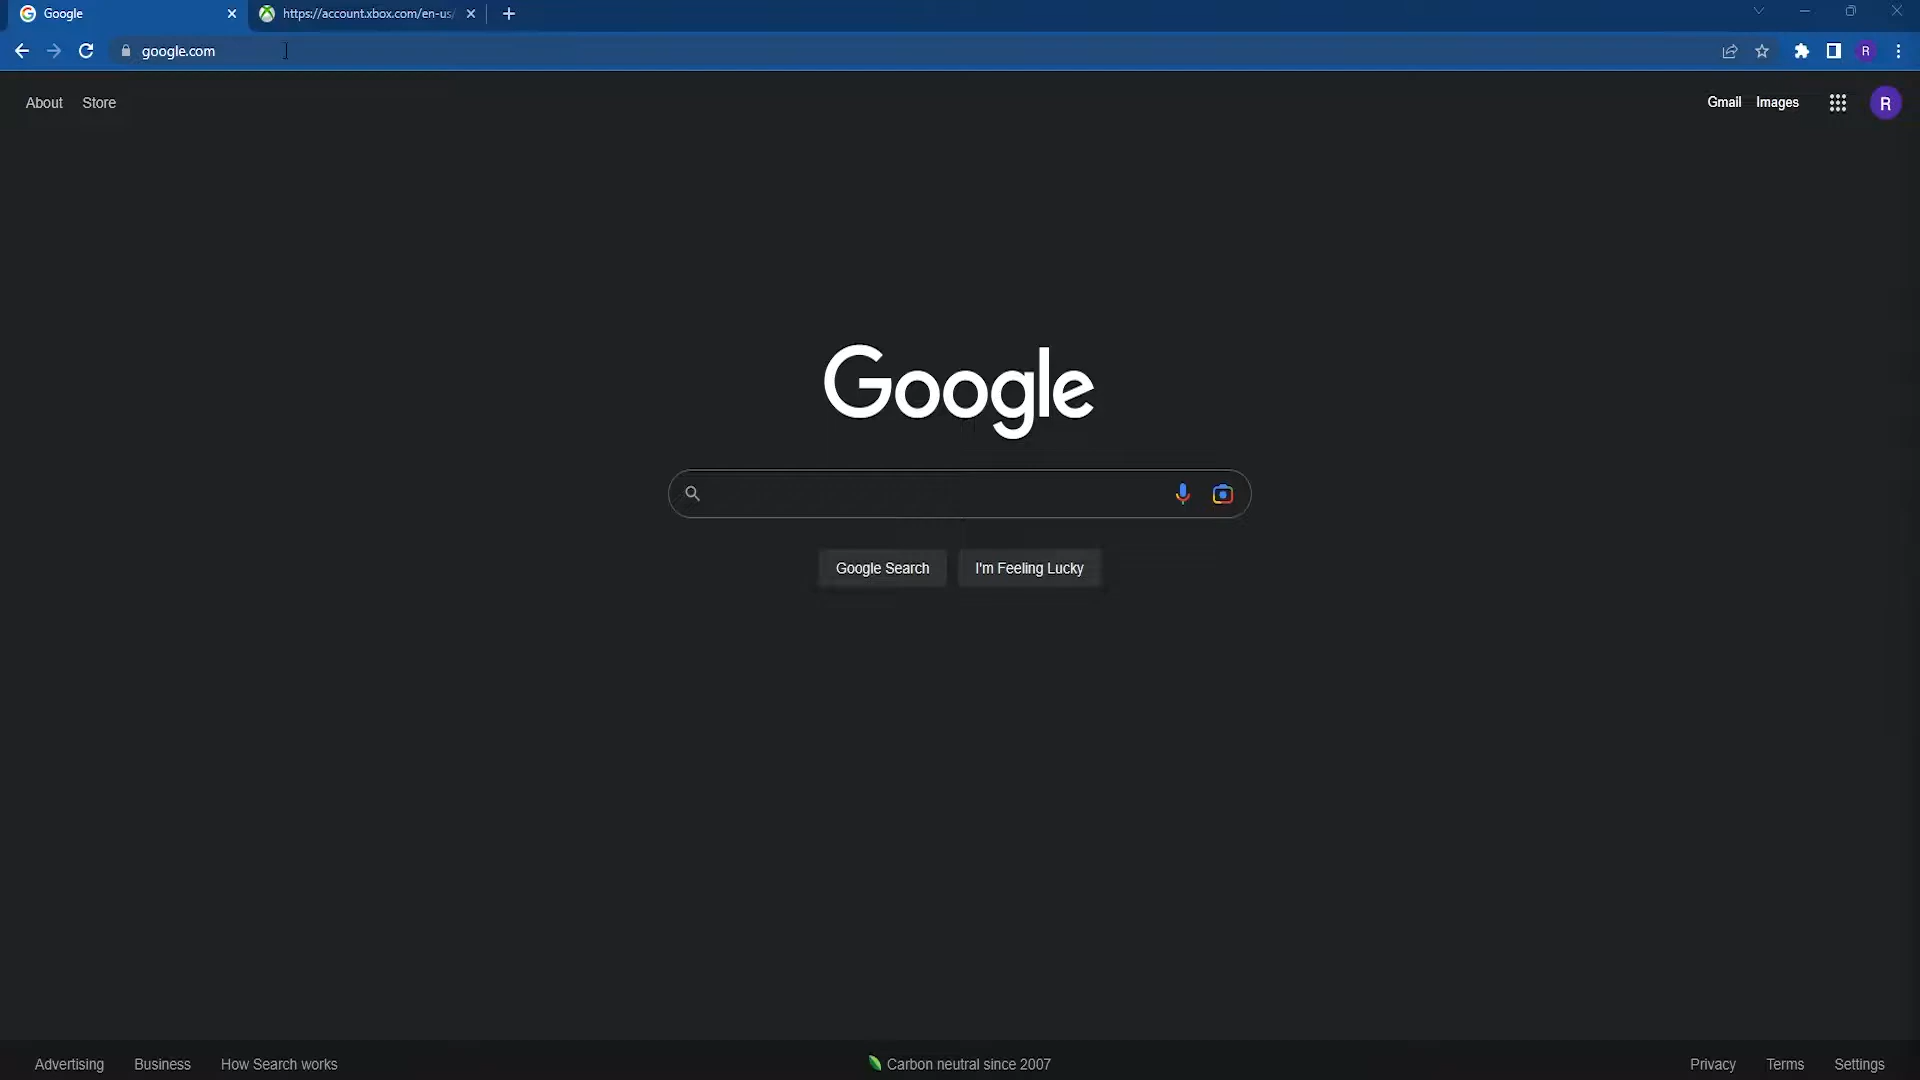 Google
https://account.xbox.com/en-us/
google.com
R
About Store
Gmail Images
R
Google
Google Search I'm Feeling Lucky
Advertising Business How Search works
Carbon neutral since 2007
Privacy Terms Settings